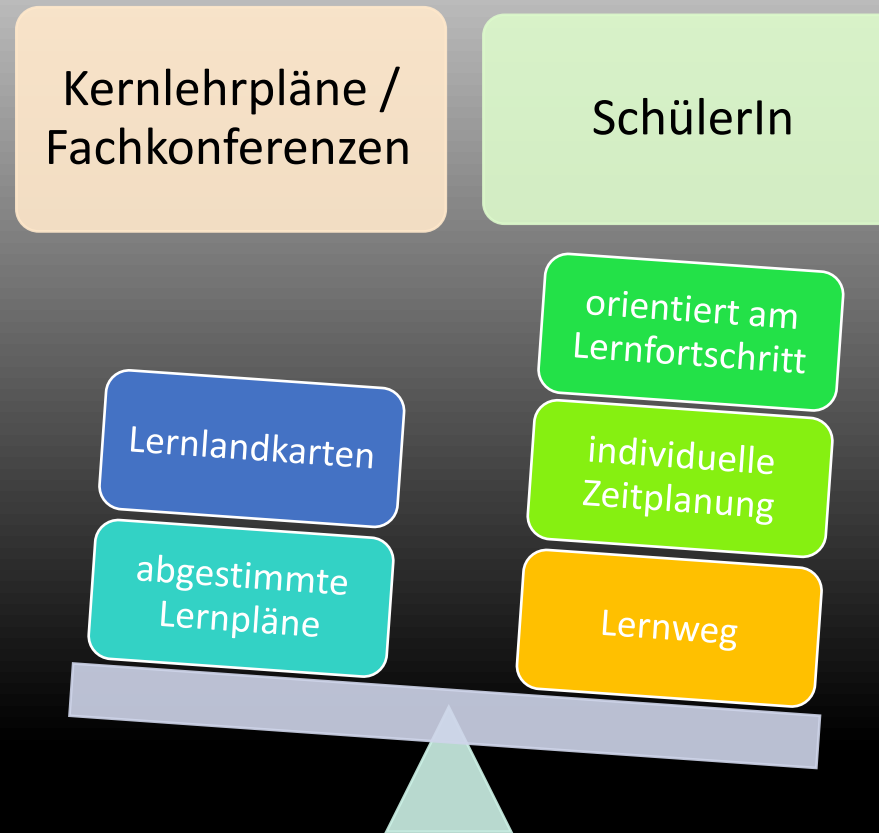 Kernlehrpläne /
Fachkonferenzen
SchülerIn
Lernlandkarten
abgestimmte
Lernpläne
orientiert am
Lernfortschritt
individuelle
Zeitplanung
Lernweg